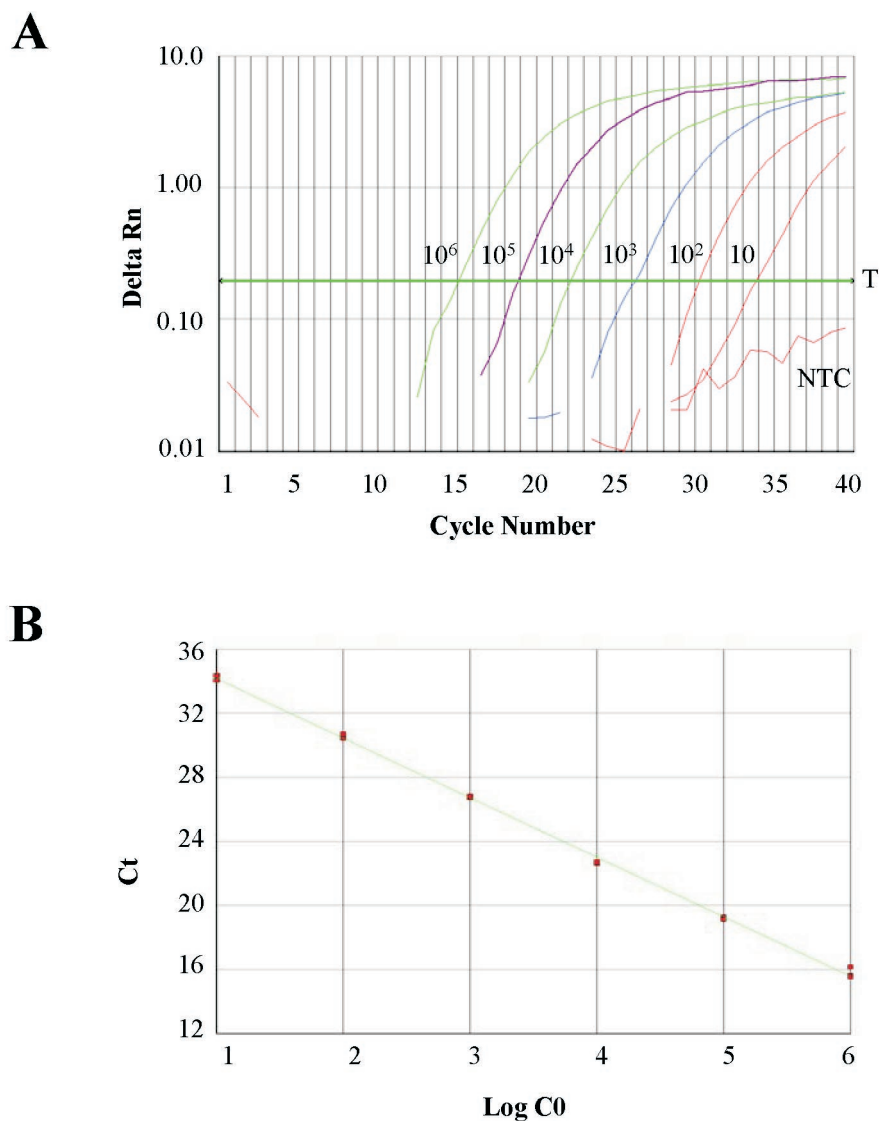 A
10.0
1.00
0.10
0.01
Delta Rn
10⁶ 10⁵ 10⁴ 10³ 10² 10
T
NTC
1 5 10 15 20 25 30 35 40
Cycle Number
B
36
32
28
24
20
16
12
Ct
1 2 3 4 5 6
Log C0